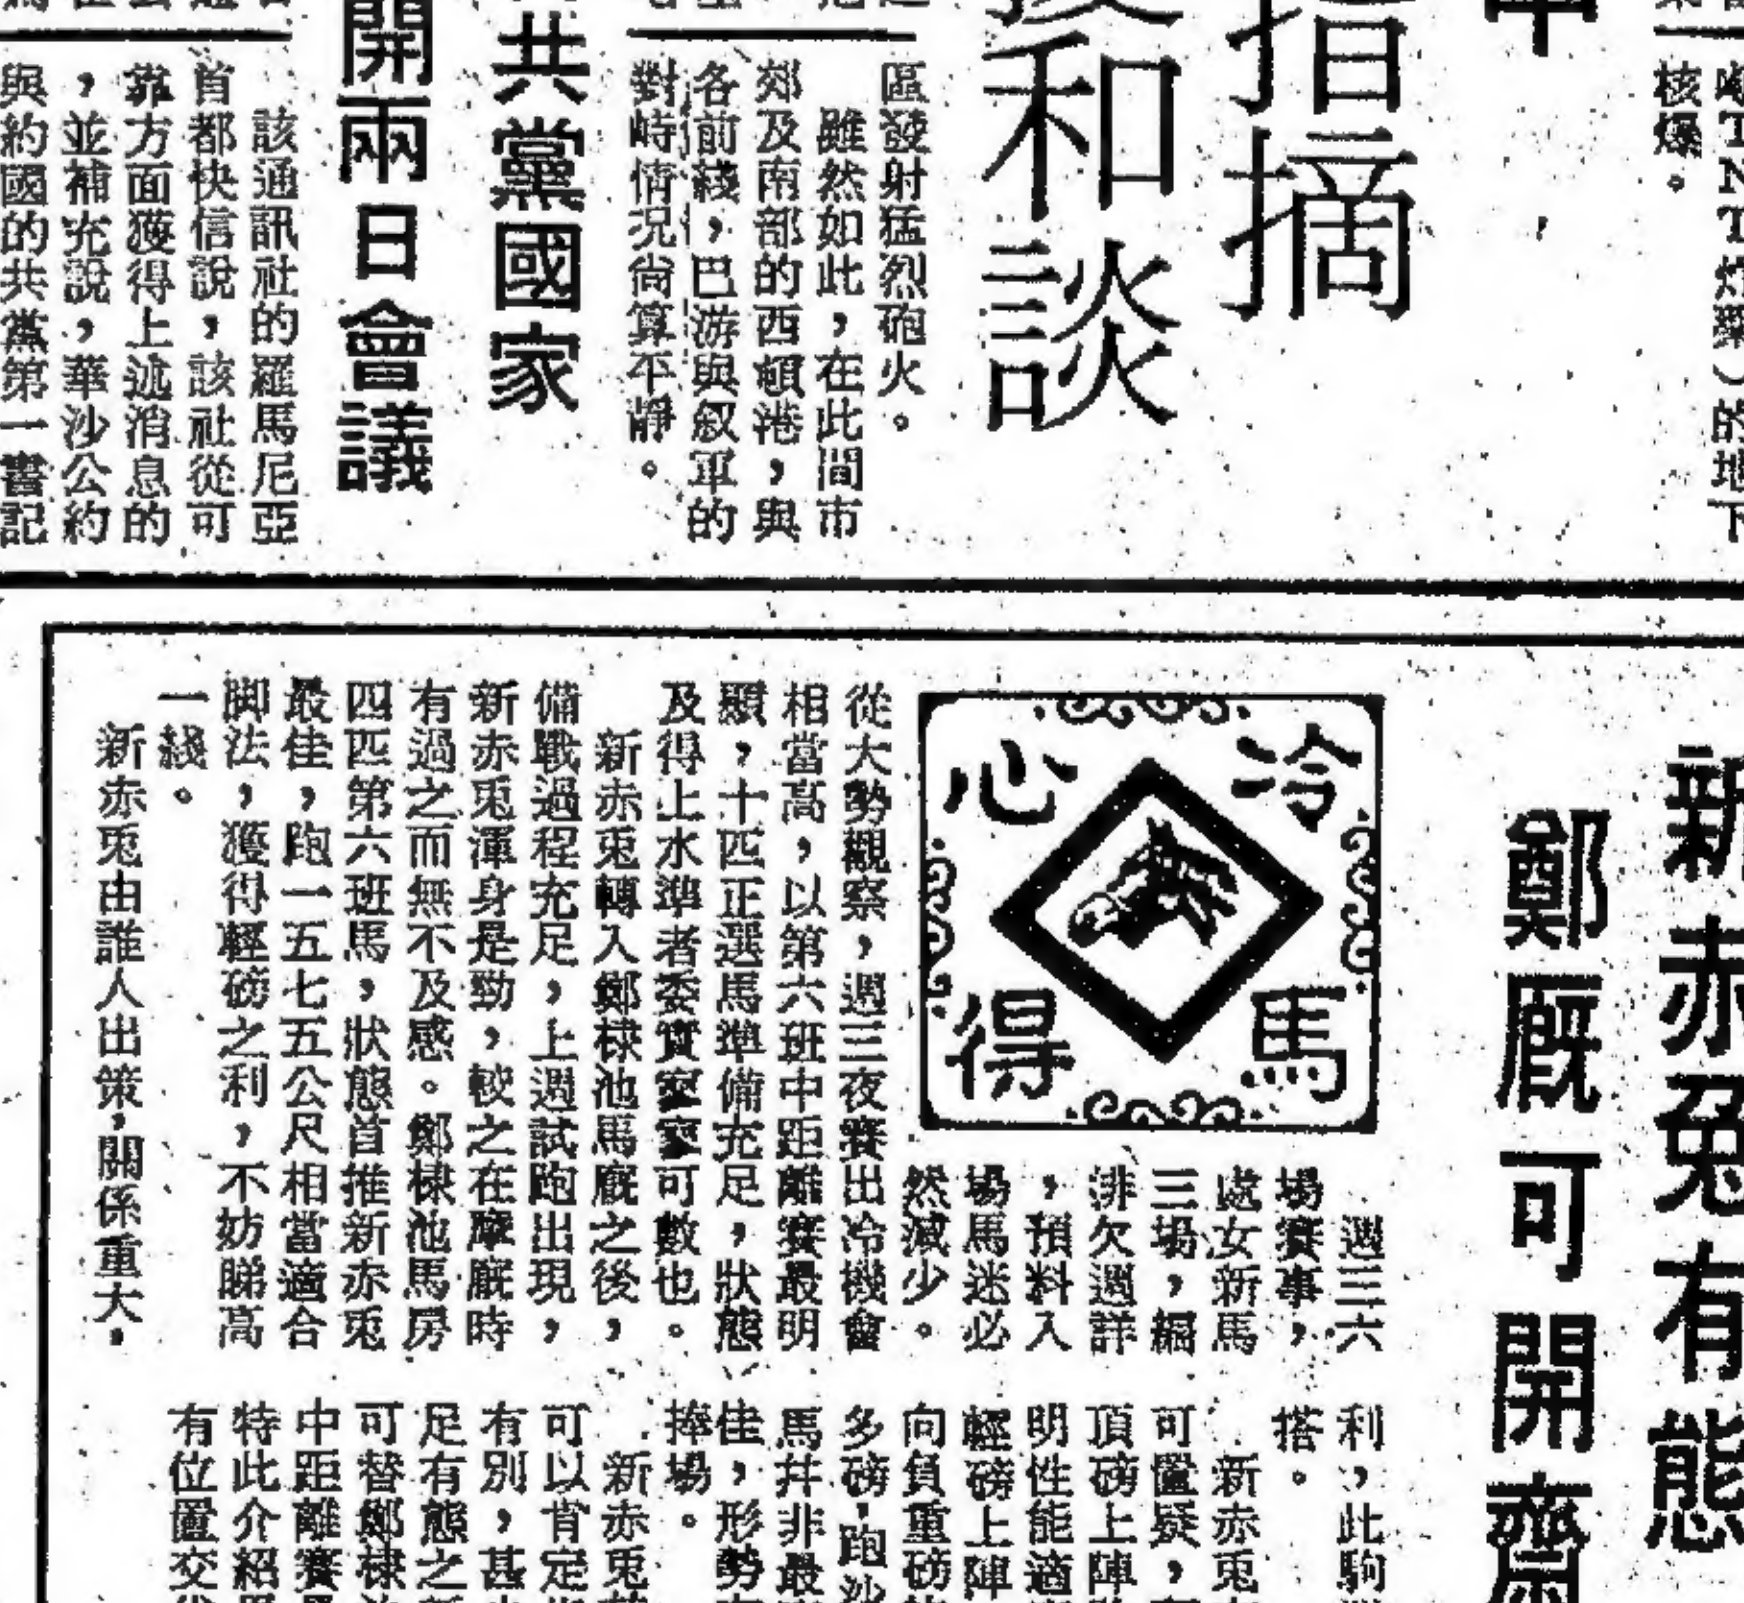 核爆。
指摘
和談
區發射猛烈砲火。
雖然如此，在此間市
郊及南部的西頓港，與
各前綫，巴游與叙軍的
對峙情況尙算平靜。
共黨國家
開兩日會議
該通訊社的羅馬尼亞
首都快信說，該社從可
靠方面獲得上述消息的
，並補充說，華沙公約
與約國的共黨第一書記
新赤兔有態
鄭厩可開齋
冷馬心得
週三六
場賽事，
處女新馬
三場，編
排欠週詳
，預料入
場馬迷必
然減少。
從大勢觀察，週三夜賽出冷機會
相當高，以第六班中距離賽最明
顯，十匹正選馬準備充足，狀態
及得上水準者委實寥寥可數也。
新赤兎轉入鄭棣池馬廐之後，
備戰過程充足，上週試跑出現，
新赤兎渾身是勁，較之在摩廐時
有過之而無不及感。鄭棣池馬房
四匹第六班馬，狀態首推新赤兎
最佳，跑一五七五公尺相當適合
脚法，獲得輕磅之利，不妨睇高
一綫。
新赤兎由誰人出策，關係重大，
利，此駒
搭。
新赤兎
可置疑，
頂磅上陣
明性能適
輕磅上陣
向負重磅
多磅，跑沙
馬幷非最
佳，形勢
捧塲。
新赤兎
可以肯定
有別，甚
足有態之
可替鄭棣
中距離賽
特此介紹
有位置交